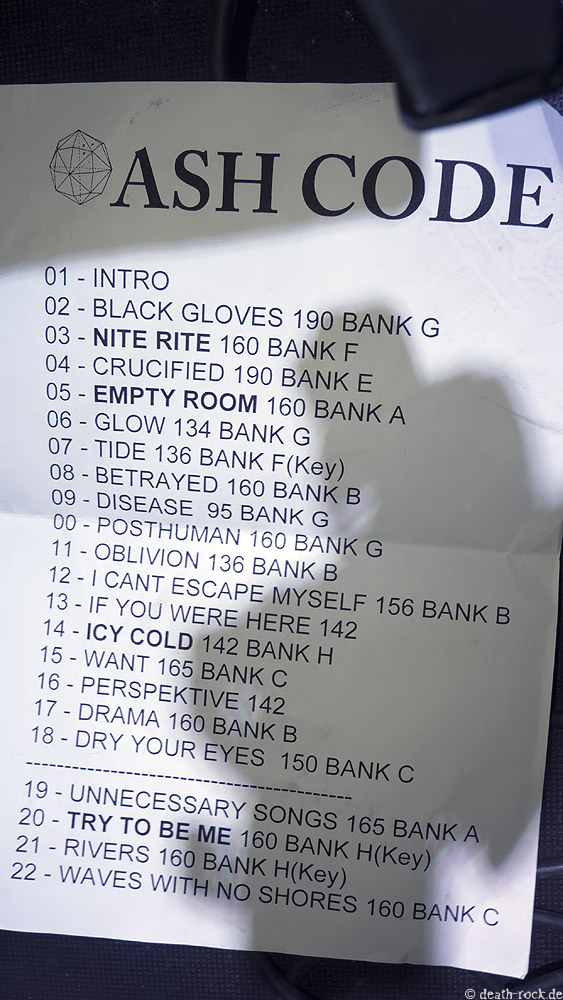 ASH CODE
01 - INTRO
02 - BLACK GLOVES 190 BANK G
03 - NITE RITE 160 BANK F
04 - CRUCIFIED 190 BANK E
05 - EMPTY ROOM 160 BANK A
06 - GLOW 134 BANK G
07 - TIDE 136 BANK F(Key)
08 - BETRAYED 160 BANK B
09 - DISEASE  95 BANK G
00 - POSTHUMAN 160 BANK G
11 - OBLIVION 136 BANK B
12 - I CANT ESCAPE MYSELF 156 BANK B
13 - IF YOU WERE HERE 142
14 - ICY COLD 142 BANK H
15 - WANT 165 BANK C
16 - PERSPEKTIVE 142
17 - DRAMA 160 BANK B
18 - DRY YOUR EYES  150 BANK C
--------------------------------------------------
19 - UNNECESSARY SONGS 165 BANK A
20 - TRY TO BE ME 160 BANK H(Key)
21 - RIVERS 160 BANK H(Key)
22 - WAVES WITH NO SHORES 160 BANK C
© death-rock.de